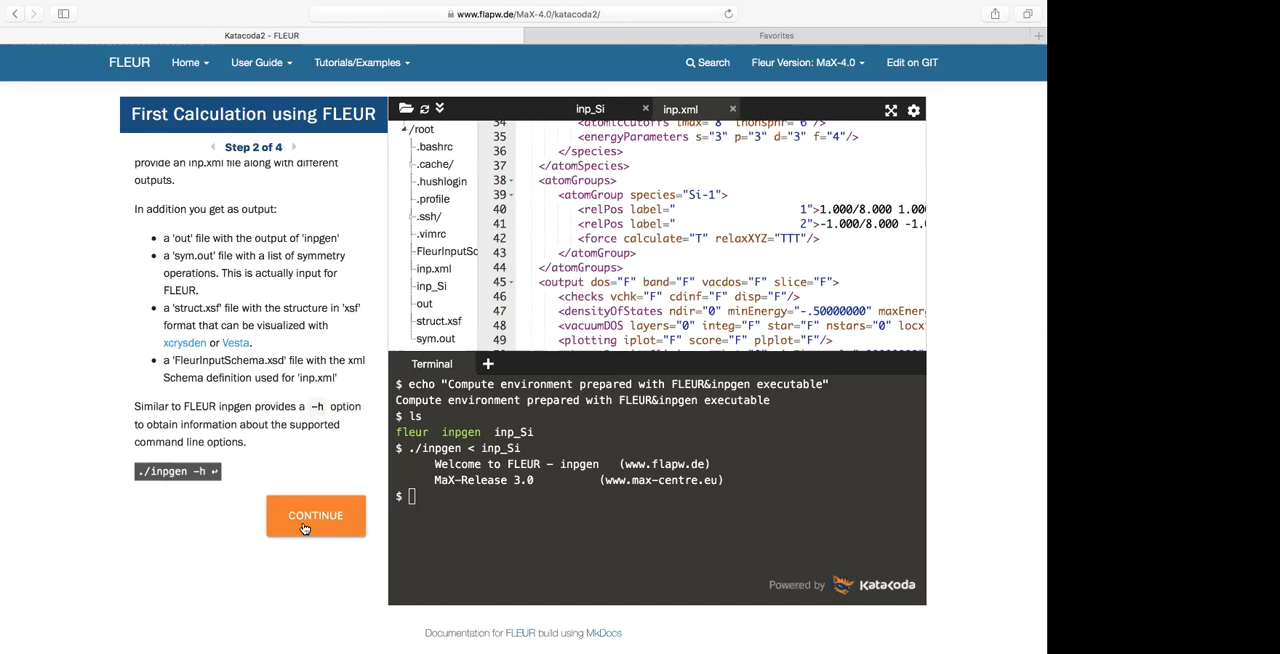 www.flapw.de/MaX-4.0/katacoda2/
Katacoda2 - FLEUR
Favorites
FLEUR Home User Guide Tutorials/Examples Search Fleur Version: MaX-4.0 Edit on GIT
First Calculation using FLEUR
Step 2 of 4
provide an inp.xml file along with different
outputs.
In addition you get as output:
a 'out' file with the output of 'inpgen'
a 'sym.out' file with a list of symmetry
operations. This is actually input for
FLEUR.
a 'struct.xsf' file with the structure in 'xsf'
format that can be visualized with
xcrysden or Vesta.
a 'FleurInputSchema.xsd' file with the xml
Schema definition used for 'inp.xml'
Similar to FLEUR inpgen provides a -h option
to obtain information about the supported
command line options.
./inpgen -h ↵
CONTINUE
/root
.bashrc
.cache/
.hushlogin
.profile
.ssh/
.vimrc
FleurInputSc
inp.xml
inp_Si
out
struct.xsf
sym.out
inp_Si × inp.xml ×
34 <atomicCutoffs lmax="8" lnonsphr="6"/>
35 <energyParameters s="3" p="3" d="3" f="4"/>
36 </species>
37 </atomSpecies>
38 <atomGroups>
39 <atomGroup species="Si-1">
40 <relPos label=" 1">1.000/8.000 1.000
41 <relPos label=" 2">-1.000/8.000 -1.0
42 <force calculate="T" relaxXYZ="TTT"/>
43 </atomGroup>
44 </atomGroups>
45 <output dos="F" band="F" vacdos="F" slice="F">
46 <checks vchk="F" cdinf="F" disp="F"/>
47 <densityOfStates ndir="0" minEnergy="-.50000000" maxEner
48 <vacuumDOS layers="0" integ="F" star="F" nstars="0" locx
49 <plotting iplot="F" score="F" plplot="F"/>
Terminal +
$ echo "Compute environment prepared with FLEUR&inpgen executable"
Compute environment prepared with FLEUR&inpgen executable
$ ls
fleur inpgen inp_Si
$ ./inpgen < inp_Si
Welcome to FLEUR - inpgen (www.flapw.de)
MaX-Release 3.0 (www.max-centre.eu)
$
Powered by KataKoda
Documentation for FLEUR build using MkDocs